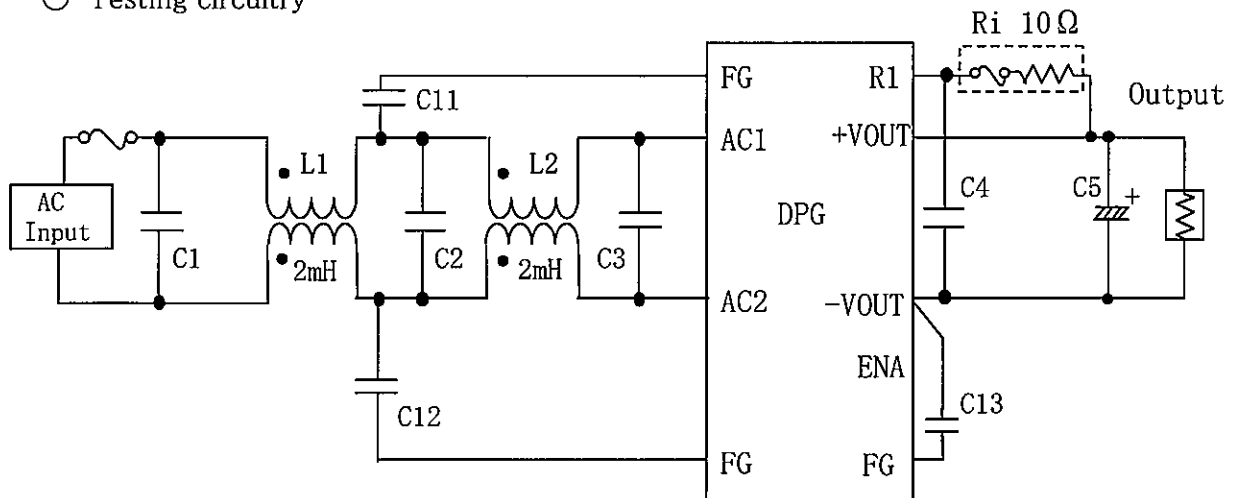 Testing circuitry
Ri 10Ω
Output
FG
R1
C11
AC1
+VOUT
L1
L2
AC
Input
C1
C2
C3
DPG
C4
C5
+
2mH
2mH
AC2
-VOUT
ENA
C12
C13
FG
FG